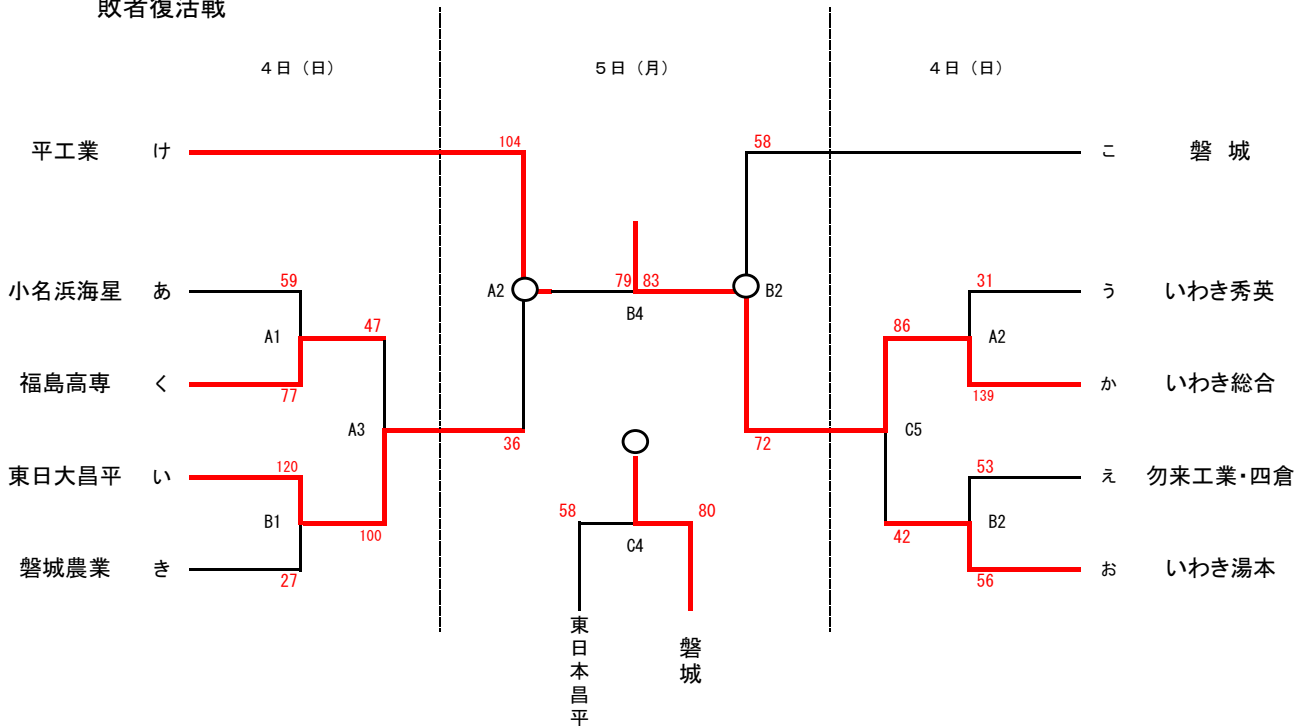 敗者復活戦
4日（日） 5日（月） 4日（日）
平工業 け 104 58 こ 磐 城
小名浜海星 あ 59 79 83 31 う いわき秀英
A2 B4 B2
A1 47 86 A2
福島高専 く 77 139 か いわき総合
A3 36 72 C5
東日大昌平 い 120 53 え 勿来工業・四倉
B1 100 58 80 42 B2
C4
磐城農業 き 27 56 お いわき湯本
東日本昌平
磐城